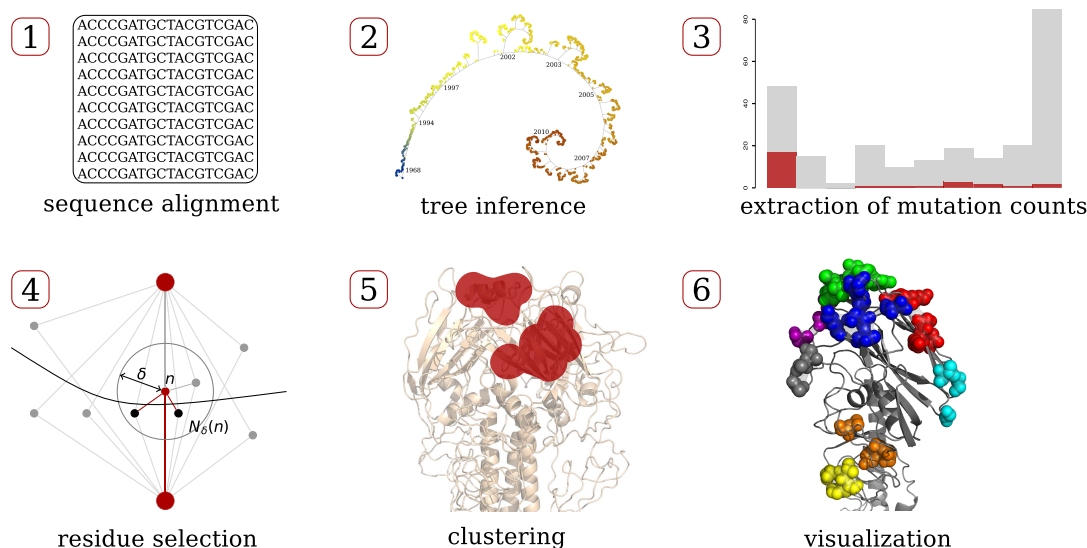 1
ACCCGATGCTACGTCGAC
ACCCGATGCTACGTCGAC
ACCCGATGCTACGTCGAC
ACCCGATGCTACGTCGAC
ACCCGATGCTACGTCGAC
ACCCGATGCTACGTCGAC
ACCCGATGCTACGTCGAC
ACCCGATGCTACGTCGAC
ACCCGATGCTACGTCGAC
ACCCGATGCTACGTCGAC
sequence alignment
2
2002
2003
1997
2005
1994
2010
2007
1968
tree inference
3
80
60
40
20
0
extraction of mutation counts
4
δ
n
Nδ(n)
residue selection
5
clustering
6
visualization